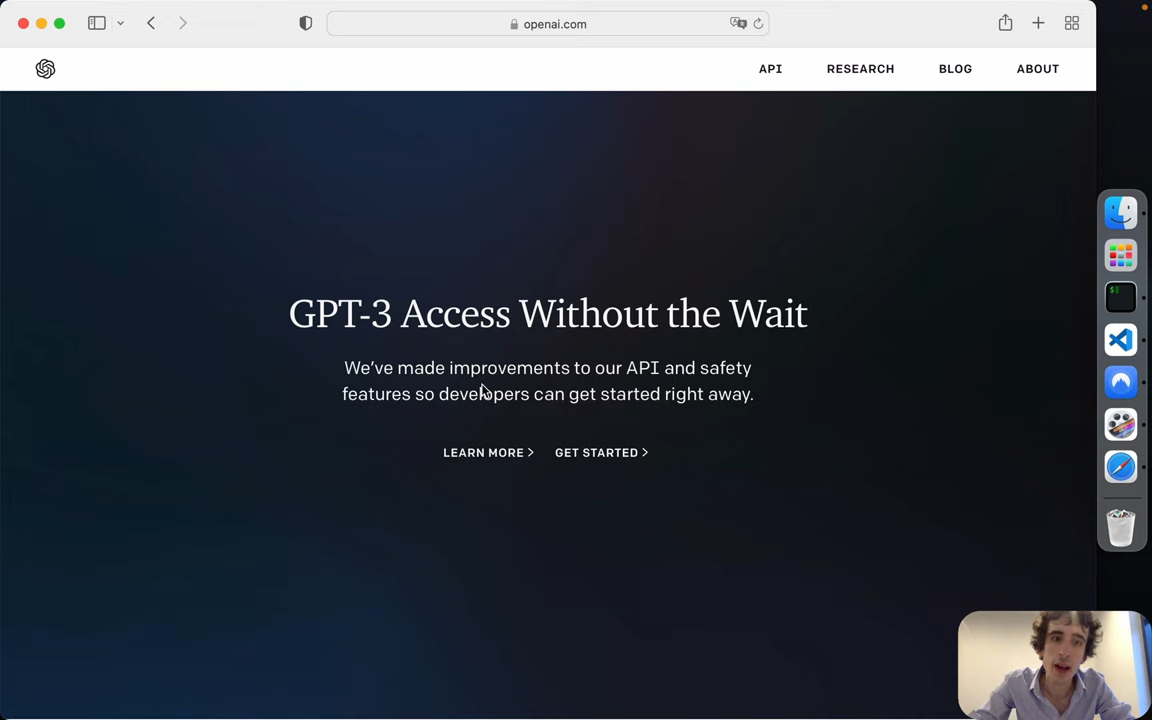 openai.com
API RESEARCH BLOG ABOUT
GPT-3 Access Without the Wait
We’ve made improvements to our API and safety
features so developers can get started right away.
LEARN MORE > GET STARTED >